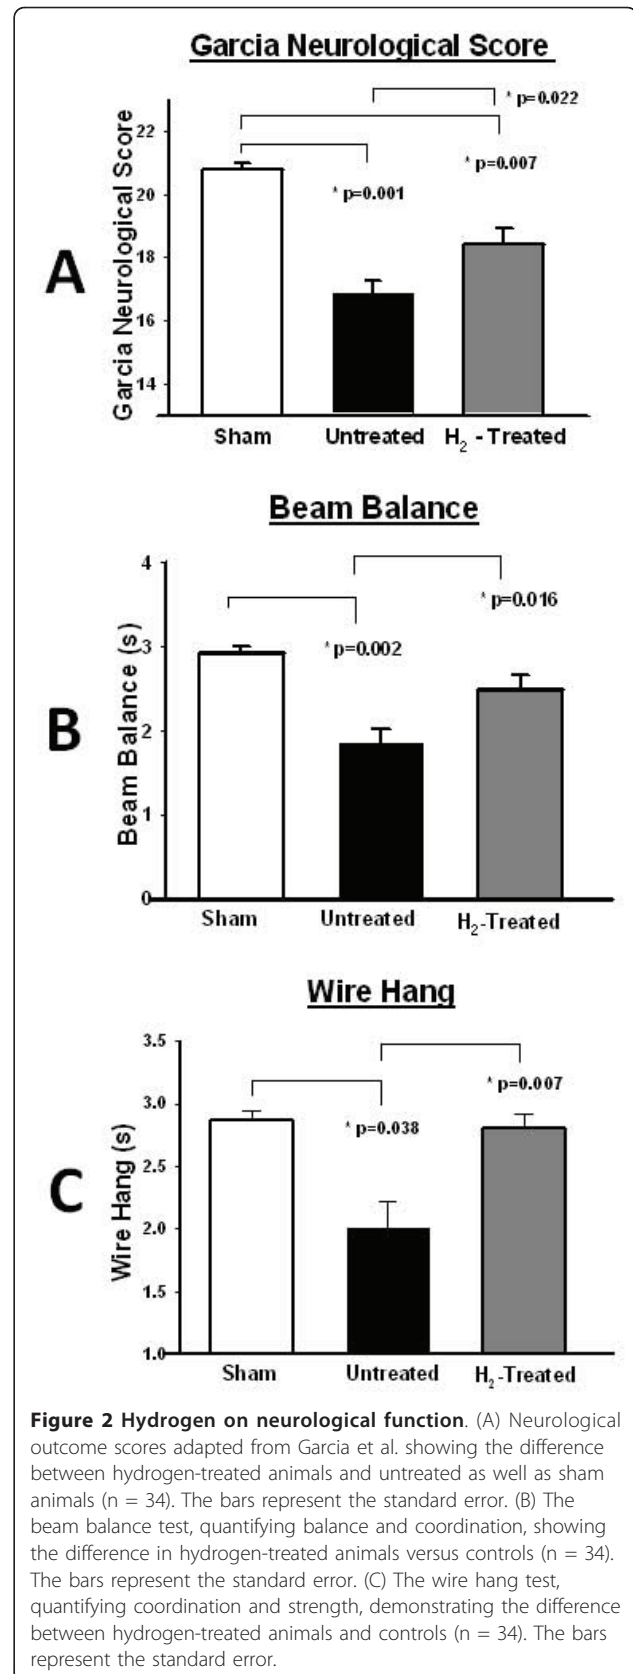 Garcia Neurological Score
* p=0.022
* p=0.007
* p=0.001
22
20
18
16
14
Garcia Neurological Score
A
Sham Untreated H₂ - Treated
Beam Balance
4
3
2
1
0
Beam Balance (s)
* p=0.016
* p=0.002
B
Sham Untreated H₂-Treated
Wire Hang
3.5
3.0
2.5
2.0
1.5
1.0
Wire Hang (s)
* p=0.007
* p=0.038
C
Sham Untreated H₂-Treated
Figure 2 Hydrogen on neurological function. (A) Neurological
outcome scores adapted from Garcia et al. showing the difference
between hydrogen-treated animals and untreated as well as sham
animals (n = 34). The bars represent the standard error. (B) The
beam balance test, quantifying balance and coordination, showing
the difference in hydrogen-treated animals versus controls (n = 34).
The bars represent the standard error. (C) The wire hang test,
quantifying coordination and strength, demonstrating the difference
between hydrogen-treated animals and controls (n = 34). The bars
represent the standard error.